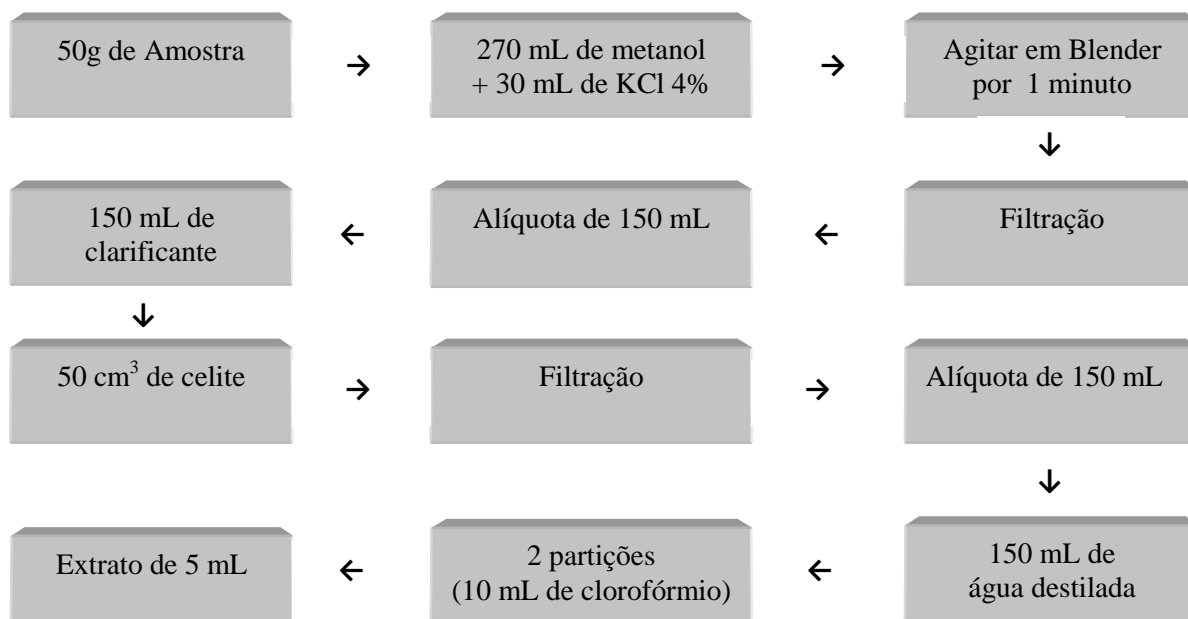 50g de Amostra
→
270 mL de metanol
+ 30 mL de KCl 4%
→
Agitar em Blender
por 1 minuto
↓
Filtração
←
Alíquota de 150 mL
←
150 mL de
clarificante
↓
50 cm³ de celite
→
Filtração
→
Alíquota de 150 mL
↓
150 mL de
água destilada
←
2 partições
(10 mL de clorofórmio)
←
Extrato de 5 mL